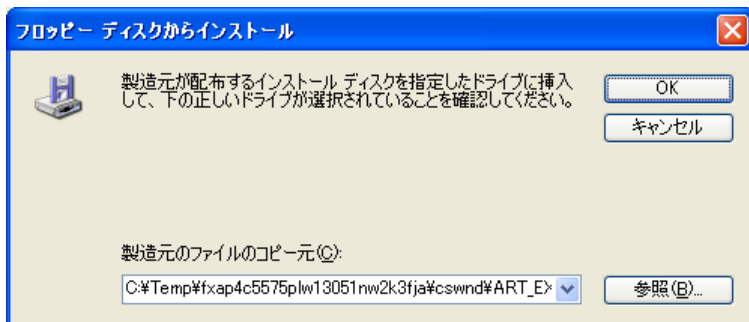 フロッピー ディスクからインストール
製造元が配布するインストール ディスクを指定したドライブに挿入
して、下の正しいドライブが選択されていることを確認してください。
OK
キャンセル
製造元のファイルのコピー元(C):
C:¥Temp¥fxap4c5575plw13051nw2k3fja¥cswnd¥ART_EX
参照(B)...